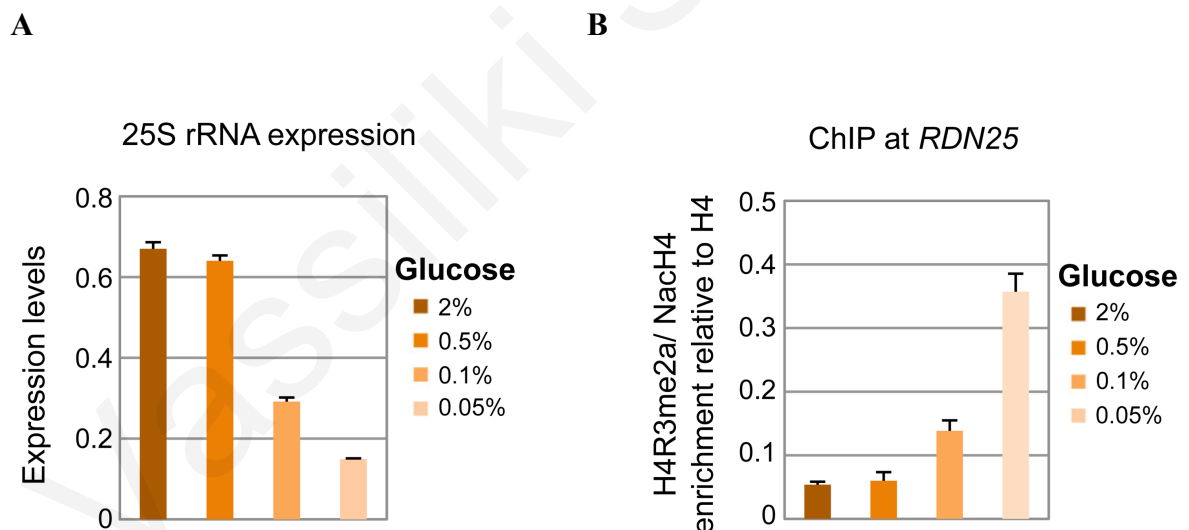 A
B
25S rRNA expression
Expression levels
0.8
0.6
0.4
0.2
0
Glucose
2%
0.5%
0.1%
0.05%
ChIP at RDN25
H4R3me2a/ NacH4
enrichment relative to H4
0.5
0.4
0.3
0.2
0.1
0
Glucose
2%
0.5%
0.1%
0.05%
Vassiliki